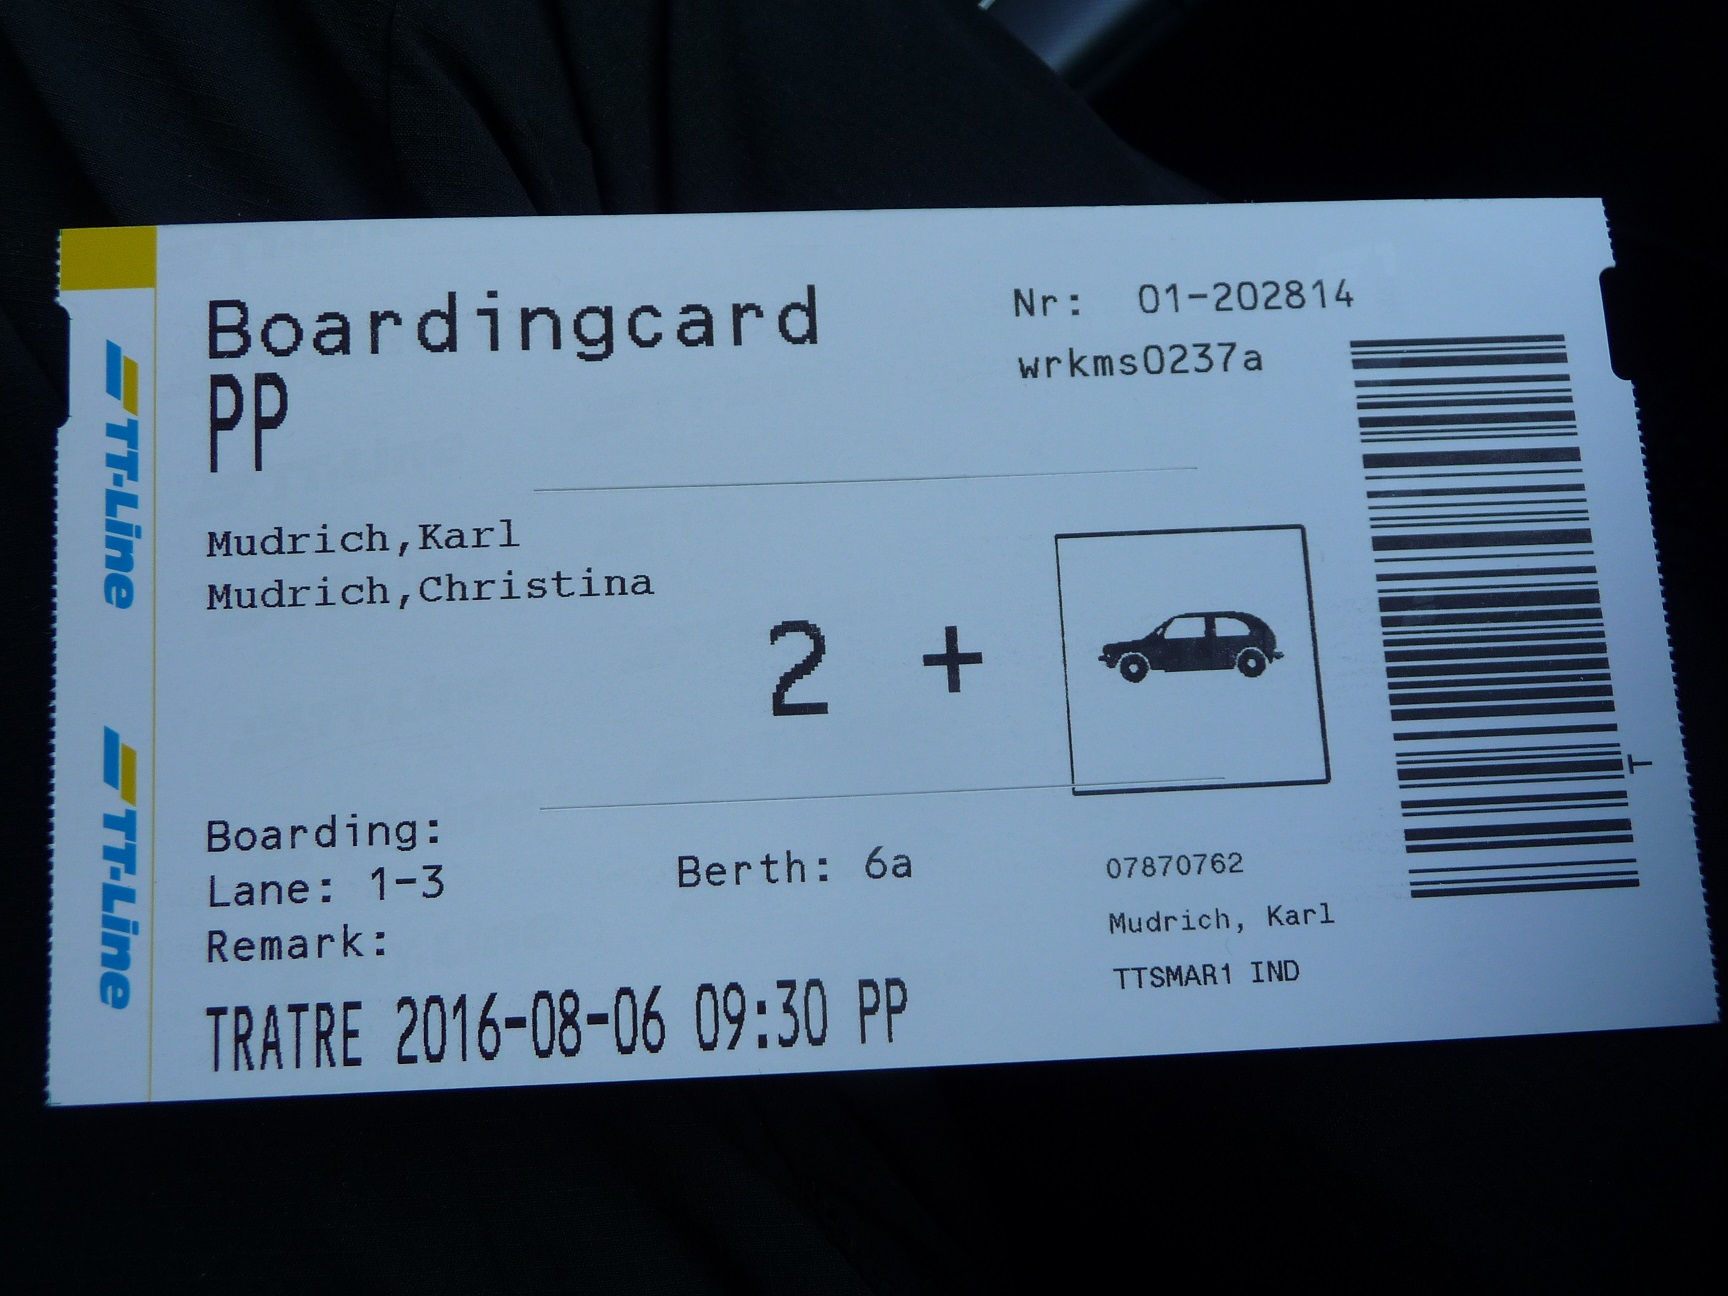 TT-Line
TT-Line
Boardingcard
PP
Nr: 01-202814
wrkms0237a
Mudrich,Karl
Mudrich,Christina
2 +
Boarding:
Lane: 1-3
Remark:
Berth: 6a
07870762
Mudrich, Karl
TTSMAR1 IND
TRATRE 2016-08-06 09:30 PP
T